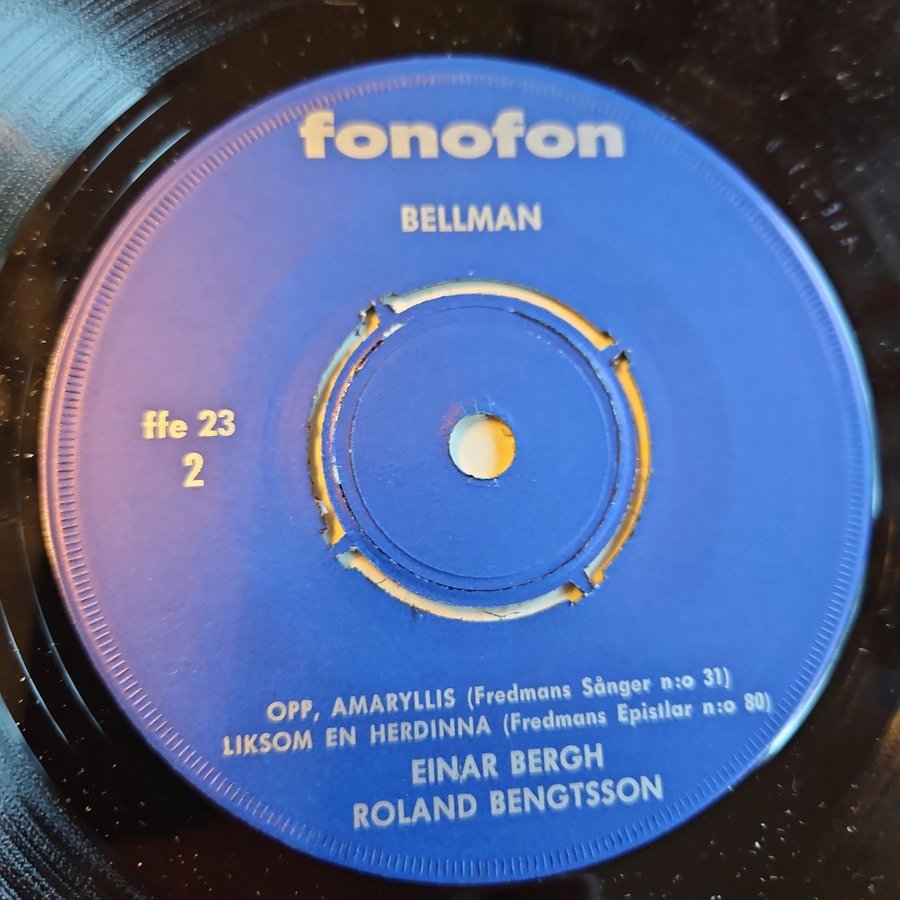 fonofon
BELLMAN
ffe 23
2
OPP, AMARYLLIS (Fredmans Sånger n:o 31)
LIKSOM EN HERDINNA (Fredmans Epistlar n:o 80)
EINAR BERGH
ROLAND BENGTSSON